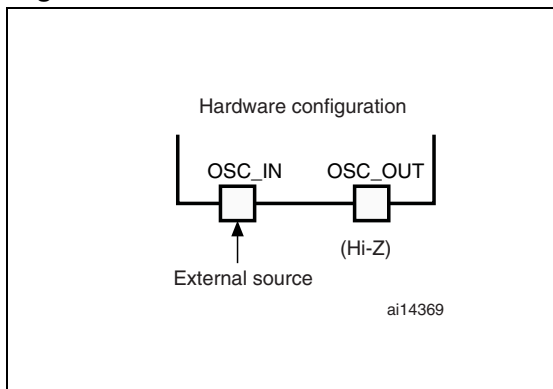 Hardware configuration
OSC_IN OSC_OUT
(Hi-Z)
External source
ai14369